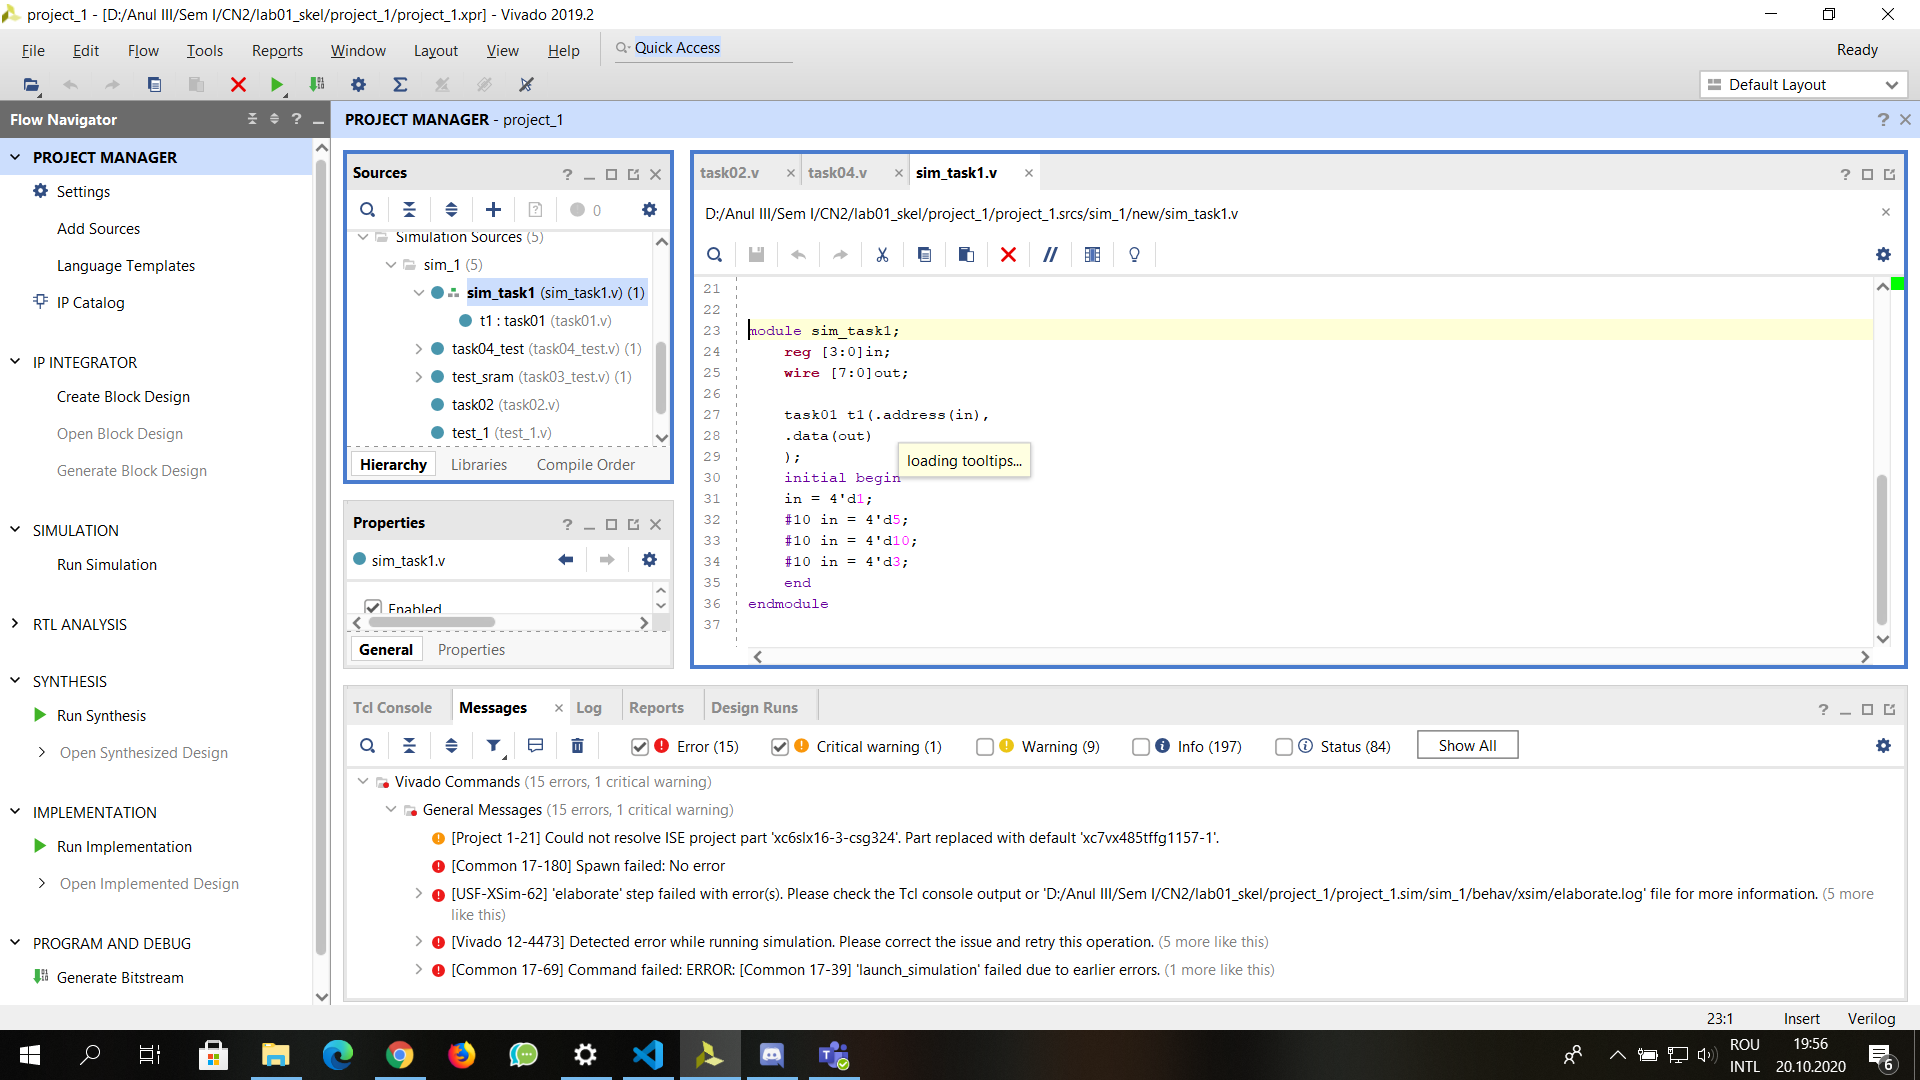 project_1 - [D:/Anul III/Sem I/CN2/lab01_skel/project_1/project_1.xpr] - Vivado 2019.2
File Edit Flow Tools Reports Window Layout View Help Quick Access Ready
Default Layout
Flow Navigator
PROJECT MANAGER - project_1
PROJECT MANAGER
Settings
Add Sources
Language Templates
IP Catalog
IP INTEGRATOR
Create Block Design
Open Block Design
Generate Block Design
SIMULATION
Run Simulation
RTL ANALYSIS
SYNTHESIS
Run Synthesis
Open Synthesized Design
IMPLEMENTATION
Run Implementation
Open Implemented Design
PROGRAM AND DEBUG
Generate Bitstream
Sources
0
Simulation Sources (5)
sim_1 (5)
sim_task1 (sim_task1.v) (1)
t1 : task01 (task01.v)
task04_test (task04_test.v) (1)
test_sram (task03_test.v) (1)
task02 (task02.v)
test_1 (test_1.v)
Hierarchy Libraries Compile Order
Properties
sim_task1.v
Enabled
General Properties
task02.v task04.v sim_task1.v
D:/Anul III/Sem I/CN2/lab01_skel/project_1/project_1.srcs/sim_1/new/sim_task1.v
21
22
23 module sim_task1;
24 reg [3:0]in;
25 wire [7:0]out;
26
27 task01 t1(.address(in),
28 .data(out)
29 );
loading tooltips...
30 initial begin
31 in = 4'd1;
32 #10 in = 4'd5;
33 #10 in = 4'd10;
34 #10 in = 4'd3;
35 end
36 endmodule
37
Tcl Console Messages Log Reports Design Runs
Error (15) Critical warning (1) Warning (9) Info (197) Status (84) Show All
Vivado Commands (15 errors, 1 critical warning)
General Messages (15 errors, 1 critical warning)
[Project 1-21] Could not resolve ISE project part 'xc6slx16-3-csg324'. Part replaced with default 'xc7vx485tffg1157-1'.
[Common 17-180] Spawn failed: No error
[USF-XSim-62] 'elaborate' step failed with error(s). Please check the Tcl console output or 'D:/Anul III/Sem I/CN2/lab01_skel/project_1/project_1.sim/sim_1/behav/xsim/elaborate.log' file for more information. (5 more
like this)
[Vivado 12-4473] Detected error while running simulation. Please correct the issue and retry this operation. (5 more like this)
[Common 17-69] Command failed: ERROR: [Common 17-39] 'launch_simulation' failed due to earlier errors. (1 more like this)
23:1 Insert Verilog
ROU
INTL
19:56
20.10.2020
6